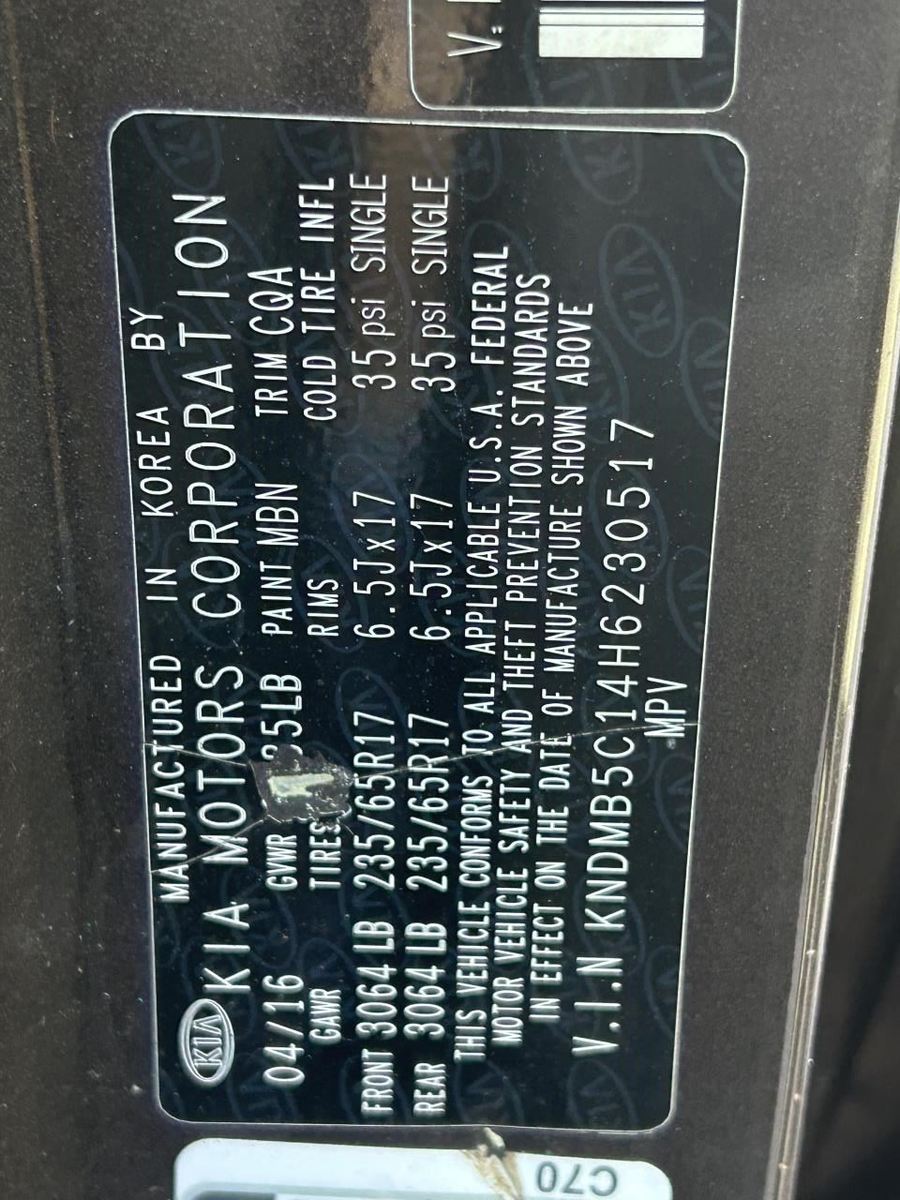 MANUFACTURED IN KOREA BY
KIA KIA MOTORS CORPORATION
04/16 GVWR 35LB PAINT MBN TRIM CQA
GAWR TIRES RIMS COLD TIRE INFL
FRONT 3064 LB 235/65R17 6.5Jx17 35 psi SINGLE
REAR 3064 LB 235/65R17 6.5Jx17 35 psi SINGLE
THIS VEHICLE CONFORMS TO ALL APPLICABLE U.S.A. FEDERAL
MOTOR VEHICLE SAFETY AND THEFT PREVENTION STANDARDS
IN EFFECT ON THE DATE OF MANUFACTURE SHOWN ABOVE
V.I.N KNDMB5C14H6230517
MPV
C70